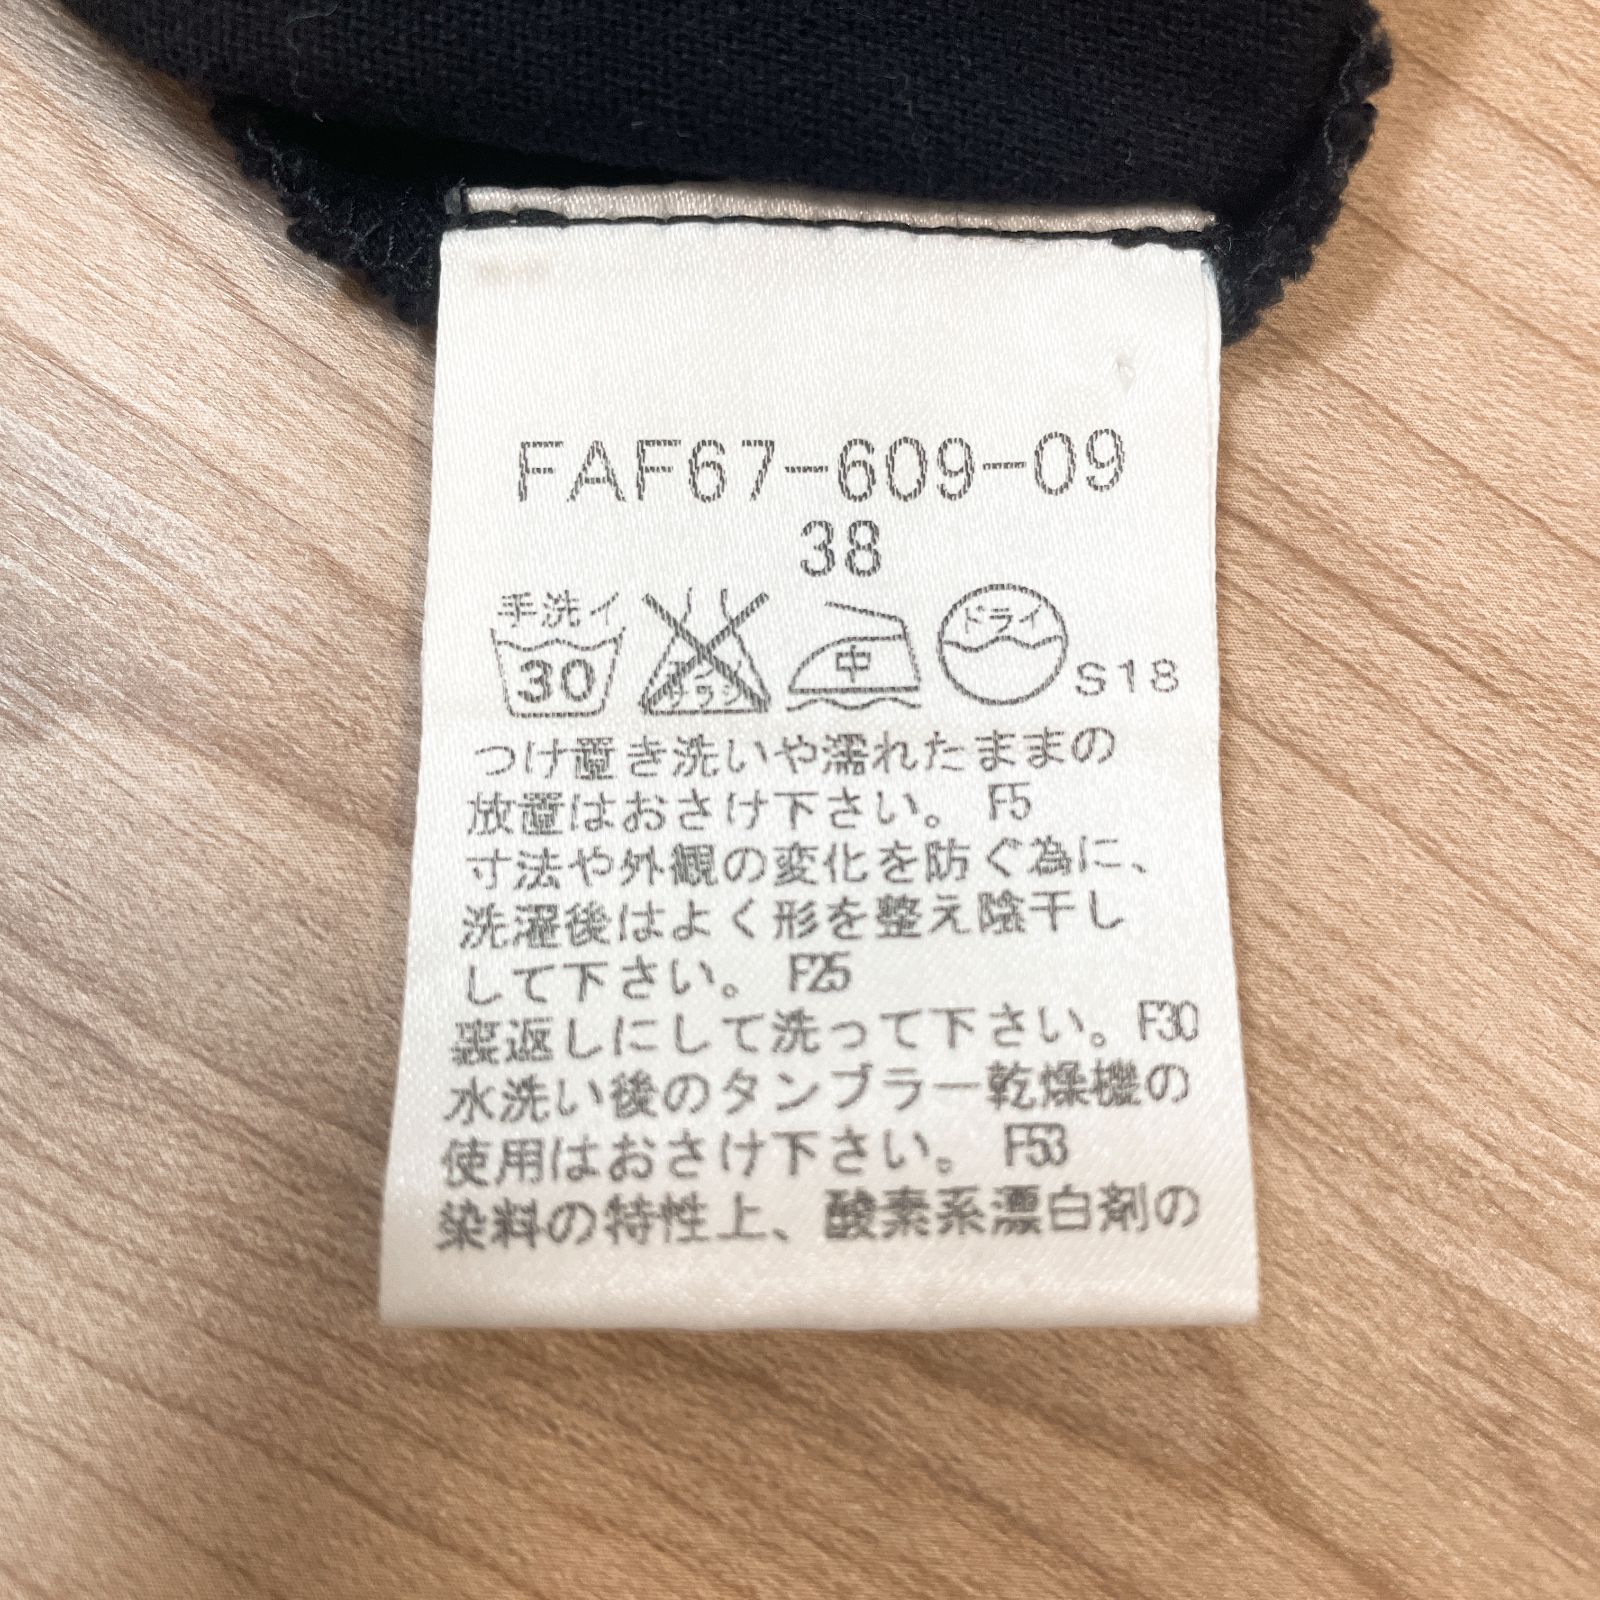 FAF67-609-09
38
手洗イ
30
エンソ
サラシ
中
ドライ
S18
つけ置き洗いや濡れたままの
放置はおさけ下さい。 F5
寸法や外観の変化を防ぐ為に、
洗濯後はよく形を整え陰干し
して下さい。 F25
裏返しにして洗って下さい。F30
水洗い後のタンブラー乾燥機の
使用はおさけ下さい。 F53
染料の特性上、酸素系漂白剤の